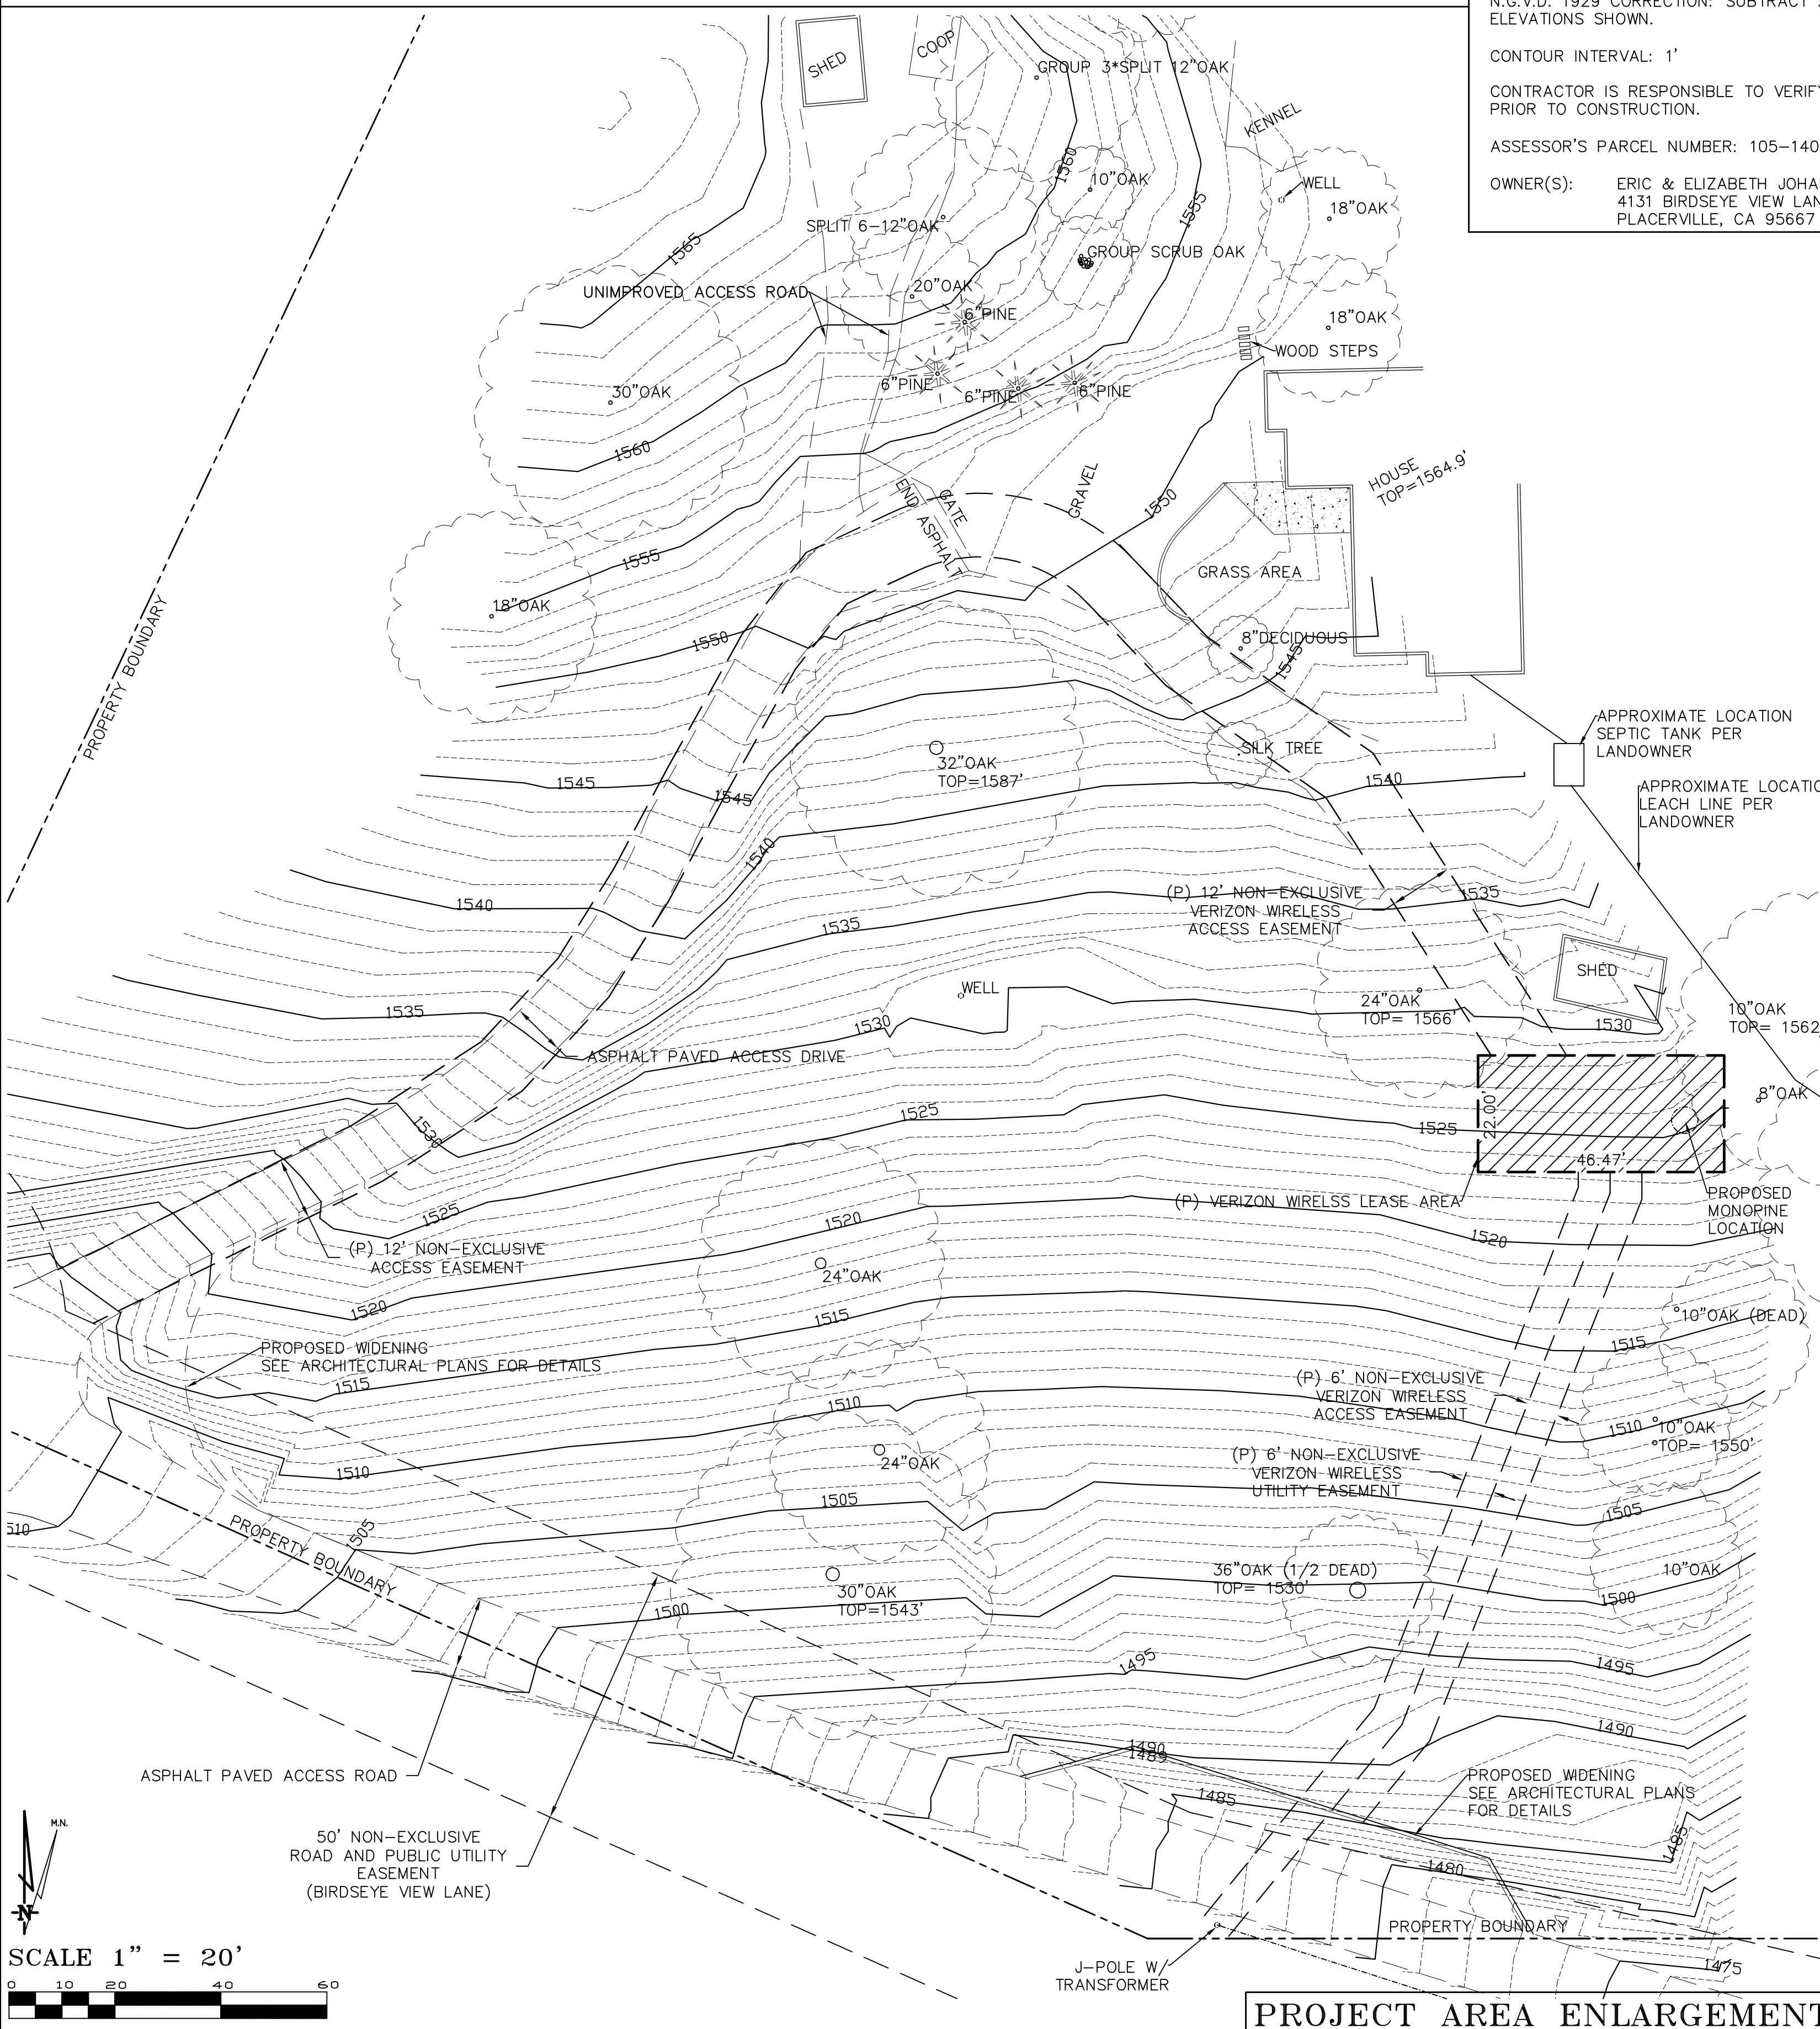 ELEVATIONS SHOWN.
CONTOUR INTERVAL: 1'
CONTRACTOR IS RESPONSIBLE TO VERIFY
PRIOR TO CONSTRUCTION.
ASSESSOR'S PARCEL NUMBER: 105-140
OWNER(S): ERIC & ELIZABETH
4131 BIRDSEYE VIEW
PLACERVILLE, CA 95667
SHED
COOP
GROUP 3*SPLIT 12"OAK
KENNEL
1560
10"OAK
WELL
18"OAK
1555
SPLIT 6-12"OAK
1565
GROUP SCRUB OAK
UNIMPROVED ACCESS ROAD
20"OAK
6"PINE
18"OAK
WOOD STEPS
6"PINE
6"PINE
6"PINE
30"OAK
1560
HOUSE
TOP=1564.9'
GRAVEL
1550
GATE
END ASPHALT
1555
GRASS AREA
18"OAK
PROPERTY BOUNDARY
1550
8"DECIDUOUS
1545
APPROXIMATE LOCATION
SEPTIC TANK PER
LANDOWNER
SILK TREE
32"OAK
TOP=1587'
1545
1545
1540
APPROXIMATE
LEACH LINE PER
LANDOWNER
1540
(P) 12' NON-EXCLUSIVE
VERIZON WIRELESS
ACCESS EASEMENT
1535
1540
1535
SHED
WELL
24"OAK
TOP= 1566'
10"OAK
TOP= 1562
1535
1530
1530
ASPHALT PAVED ACCESS DRIVE
8"OAK
1525
1525
22.00'
1530
46.47'
(P) VERIZON WIRELSS LEASE AREA
PROPOSED
MONOPINE
LOCATION
1525
1520
1520
(P) 12' NON-EXCLUSIVE
ACCESS EASEMENT
24"OAK
1520
1515
10"OAK (DEAD)
1515
PROPOSED WIDENING
SEE ARCHITECTURAL PLANS FOR DETAILS
1515
(P) 6' NON-EXCLUSIVE
VERIZON WIRELESS
ACCESS EASEMENT
1510
1510
10"OAK
TOP= 1550'
(P) 6' NON-EXCLUSIVE
VERIZON WIRELESS
UTILITY EASEMENT
24"OAK
1510
1505
1505
510
PROPERTY BOUNDARY
1505
36"OAK (1/2 DEAD)
TOP= 1530'
10"OAK
30"OAK
TOP=1543'
1500
1500
1495
1495
1490
1490
1489
ASPHALT PAVED ACCESS ROAD
PROPOSED WIDENING
SEE ARCHITECTURAL PLANS
FOR DETAILS
1485
1485
50' NON-EXCLUSIVE
ROAD AND PUBLIC UTILITY
EASEMENT
(BIRDSEYE VIEW LANE)
1480
M.N.
N
PROPERTY BOUNDARY
J-POLE W/
TRANSFORMER
1475
SCALE 1" = 20'
0 10 20 40 60
PROJECT AREA ENLARGEMENT